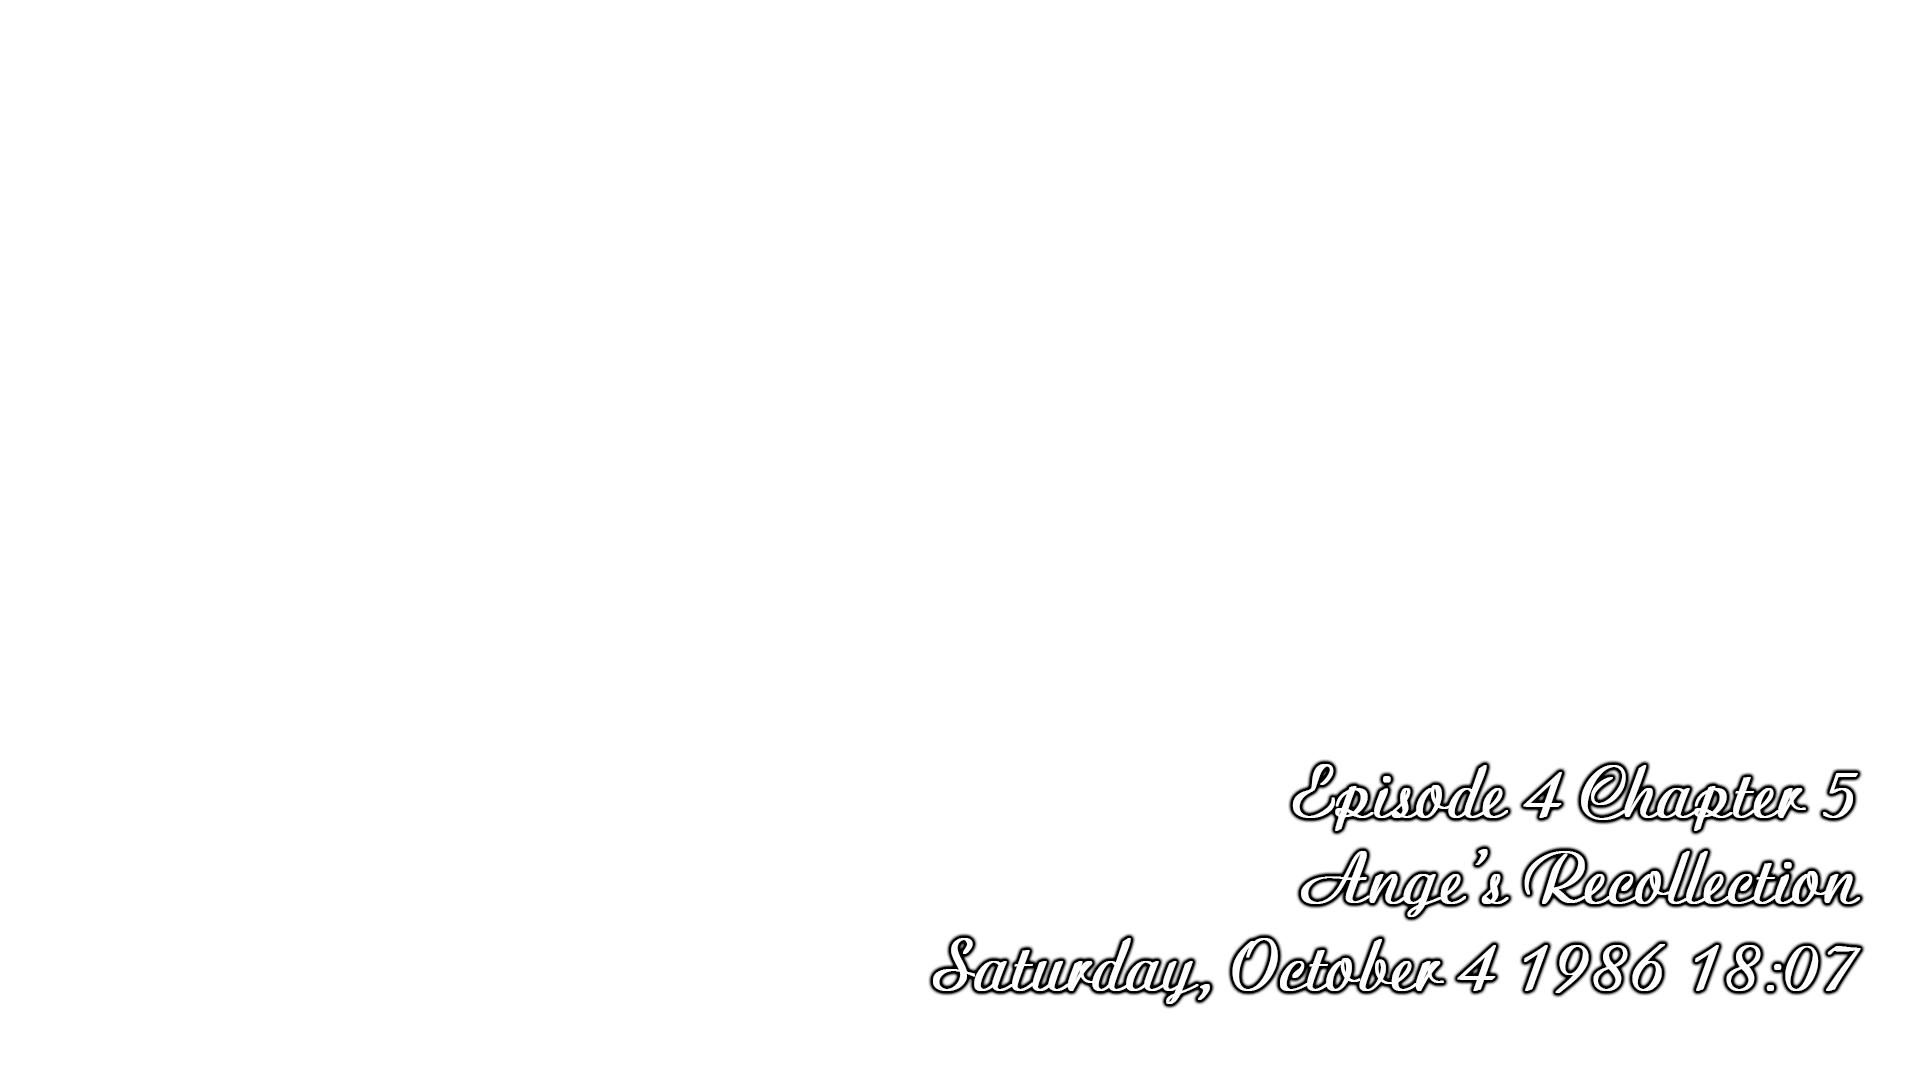 Episode 4 Chapter 5
Ange's Recollection
Saturday, October 4 1986 18:07